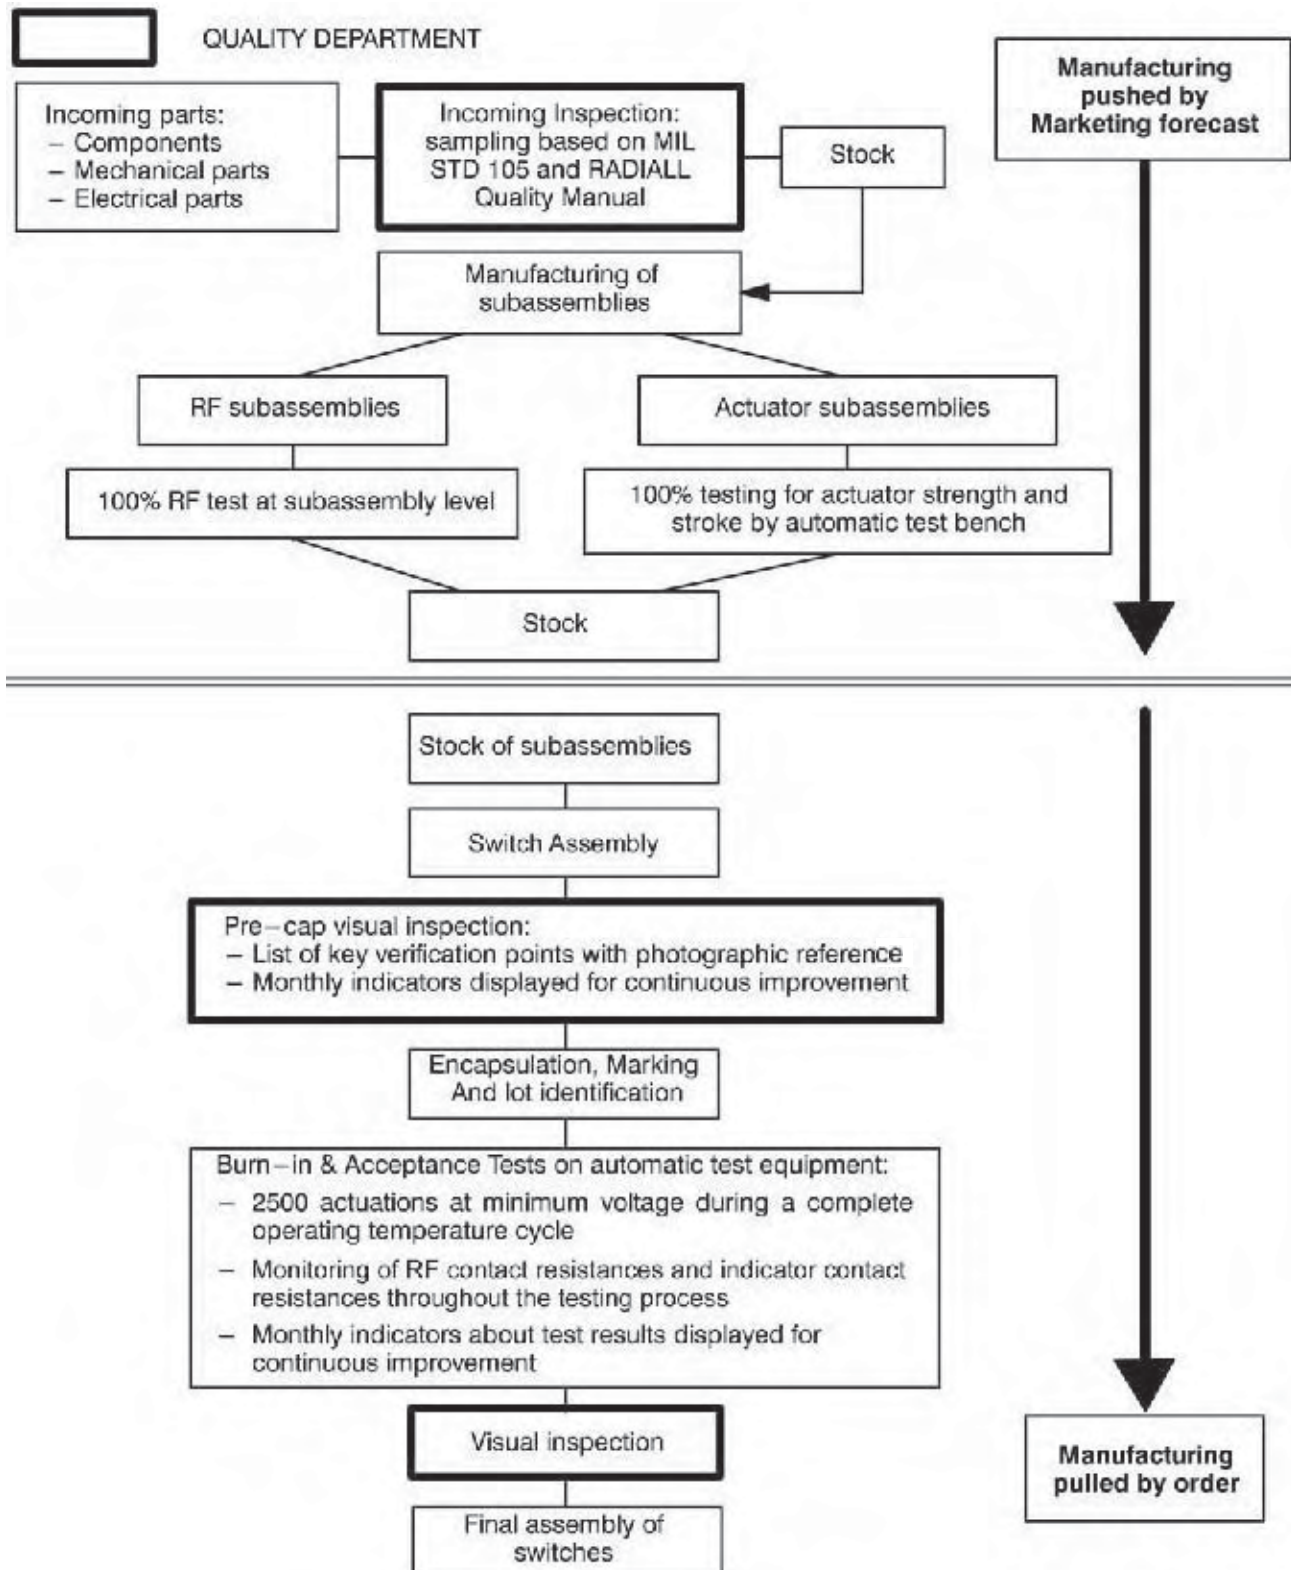 QUALITY DEPARTMENT
Manufacturing
pushed by
Marketing forecast
Incoming parts:
– Components
– Mechanical parts
– Electrical parts
Incoming Inspection:
sampling based on MIL
STD 105 and RADIALL
Quality Manual
Stock
Manufacturing of
subassemblies
RF subassemblies
Actuator subassemblies
100% RF test at subassembly level
100% testing for actuator strength and
stroke by automatic test bench
Stock
Stock of subassemblies
Switch Assembly
Pre–cap visual inspection:
– List of key verification points with photographic reference
– Monthly indicators displayed for continuous improvement
Encapsulation, Marking
And lot identification
Burn–in & Acceptance Tests on automatic test equipment:
– 2500 actuations at minimum voltage during a complete
operating temperature cycle
– Monitoring of RF contact resistances and indicator contact
resistances throughout the testing process
– Monthly indicators about test results displayed for
continuous improvement
Visual inspection
Manufacturing
pulled by order
Final assembly of
switches